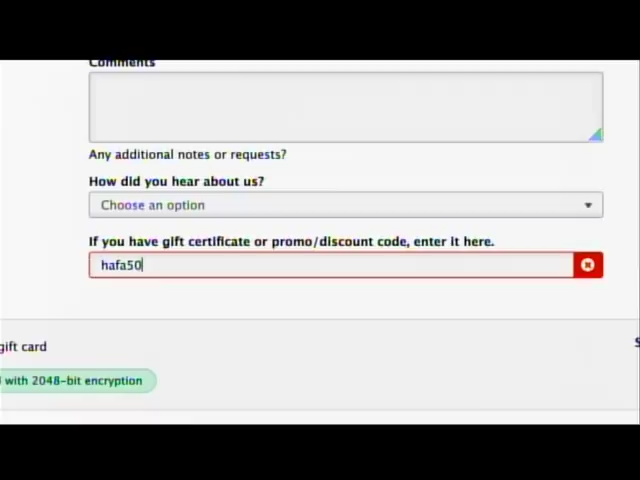 Comments
Any additional notes or requests?
How did you hear about us?
Choose an option
If you have gift certificate or promo/discount code, enter it here.
hafa50
gift card
with 2048-bit encryption